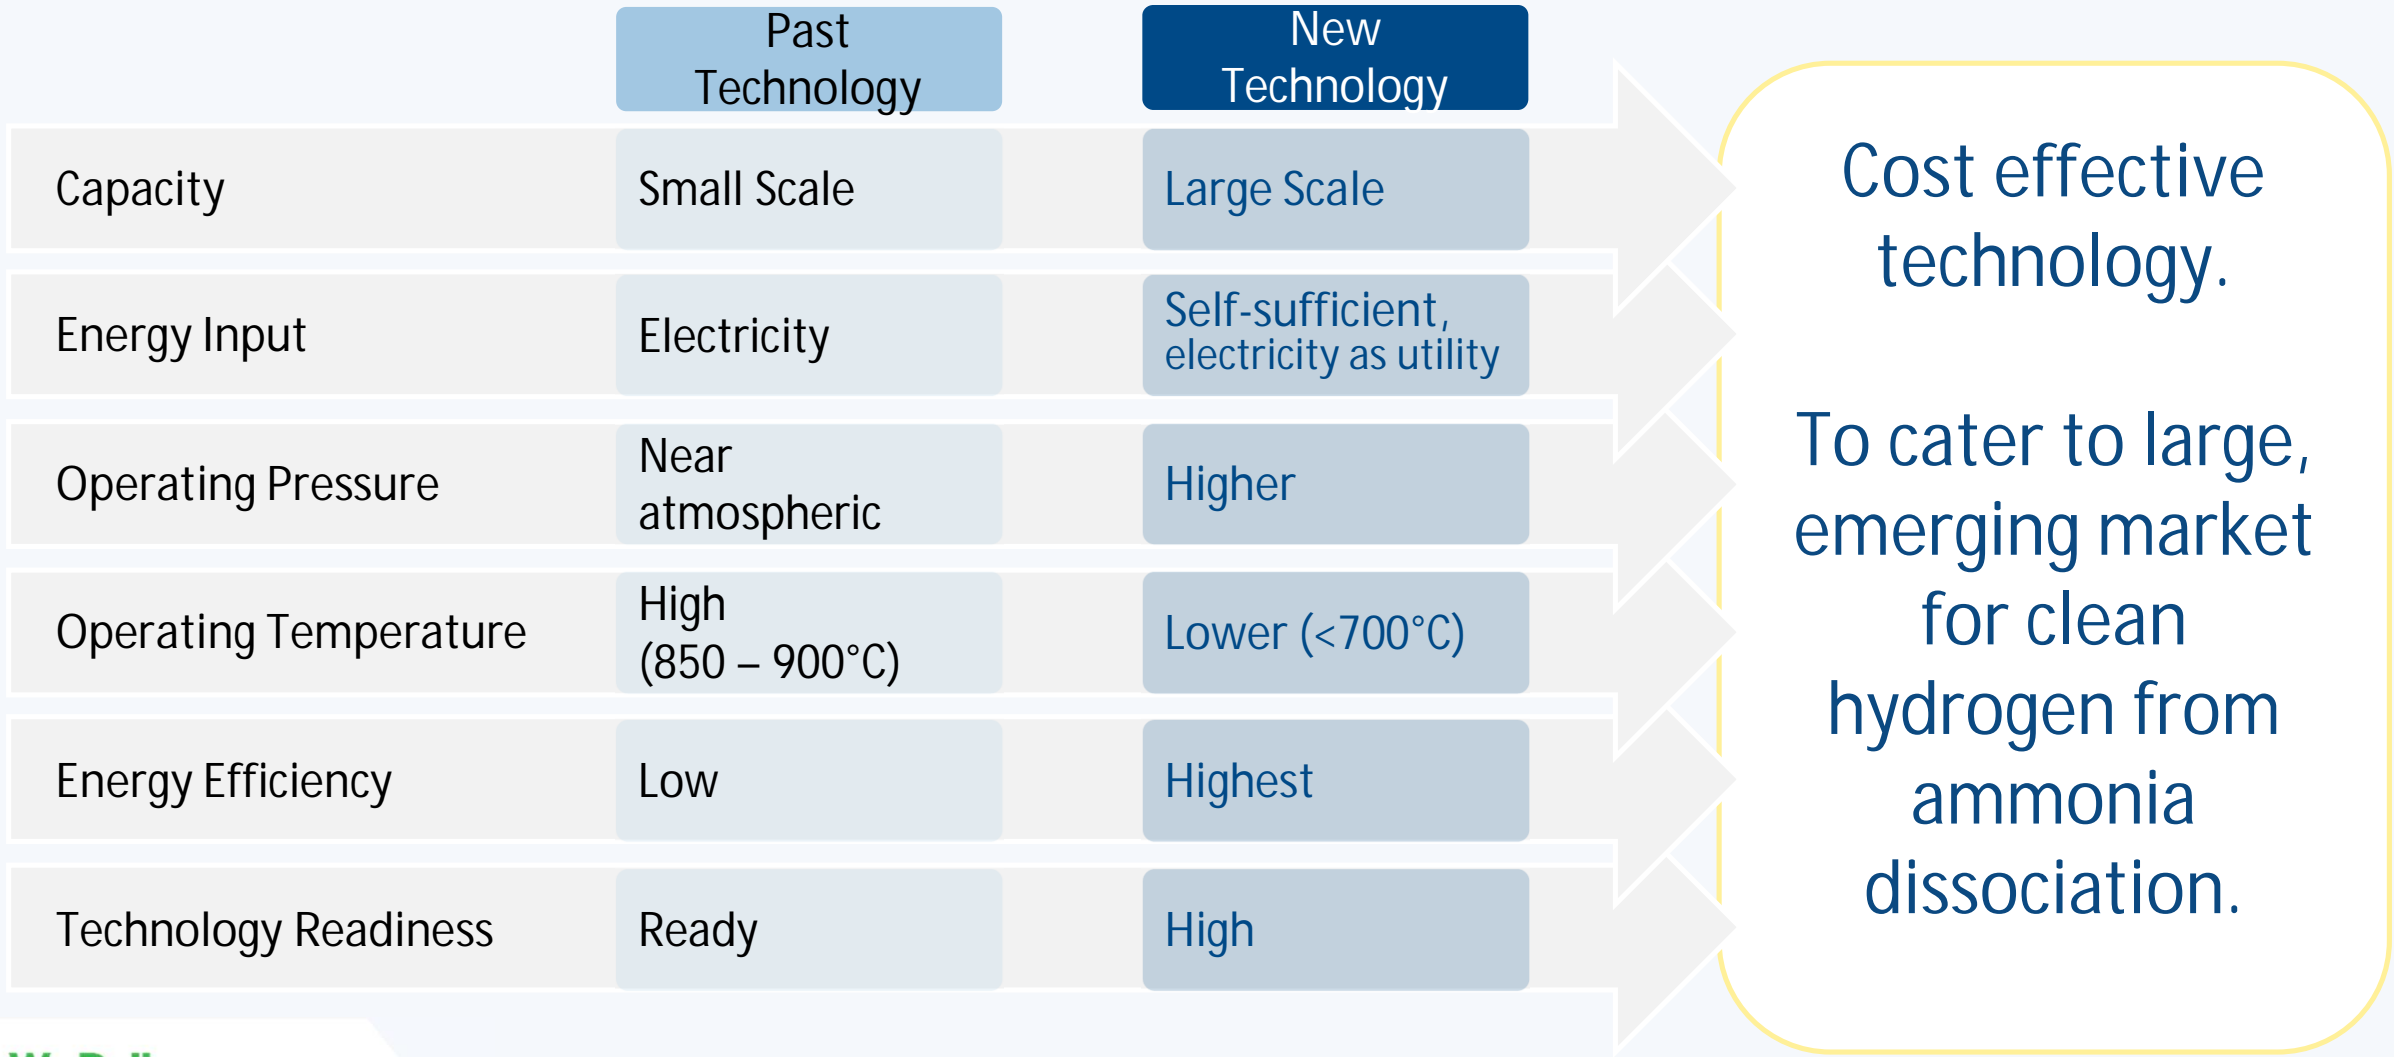 Past
Technology
New
Technology
Capacity
Small Scale
Large Scale
Energy Input
Electricity
Self-sufficient,
electricity as utility
Operating Pressure
Near
atmospheric
Higher
Operating Temperature
High
(850 – 900°C)
Lower (<700°C)
Energy Efficiency
Low
Highest
Technology Readiness
Ready
High
Cost effective
technology.
To cater to large,
emerging market
for clean
hydrogen from
ammonia
dissociation.